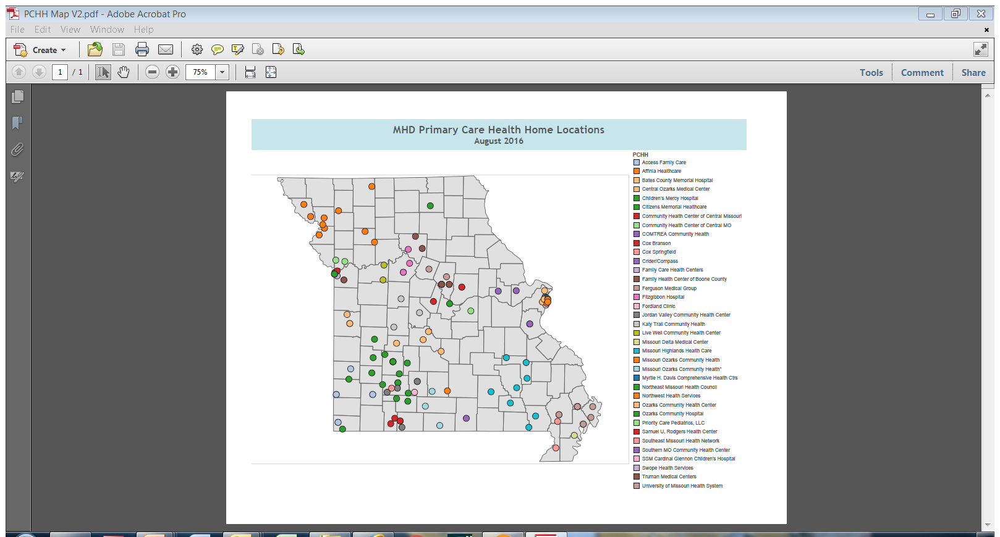 PCHH Map V2.pdf - Adobe Acrobat Pro
File Edit View Window Help
Create
1 / 1
75%
Tools Comment Share
MHD Primary Care Health Home Locations
August 2016
PCHH
Access Family Care
Affinia Healthcare
Bates County Memorial Hospital
Central Ozarks Medical Center
Children's Mercy Hospital
Citizens Memorial Healthcare
Community Health Center of Central Missouri
Community Health Center of Central MO
COMTREA Community Health
Cox Branson
Cox Springfield
Crider/Compass
Family Care Health Centers
Family Health Center of Boone County
Ferguson Medical Group
Fitzgibbon Hospital
Fordland Clinic
Jordan Valley Community Health Center
Katy Trail Community Health
Live Well Community Health Center
Missouri Delta Medical Center
Missouri Highlands Health Care
Missouri Ozarks Community Health
Missouri Ozarks Community Health"
Myrtle H. Davis Comprehensive Health Ctrs
Northeast Missouri Health Council
Northwest Health Services
Ozarks Community Health Center
Ozarks Community Hospital
Priority Care Pediatrics, LLC
Samuel U. Rodgers Health Center
Southeast Missouri Health Network
Southern MO Community Health Center
SSM Cardinal Glennon Children's Hospital
Swope Health Services
Truman Medical Centers
University of Missouri Health System